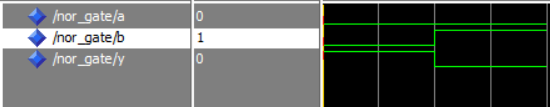 /nor_gate/a 0
/nor_gate/b 1
/nor_gate/y 0